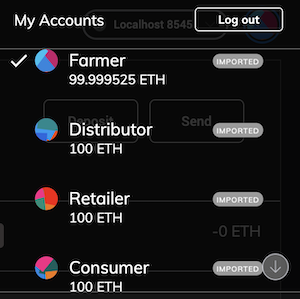 My Accounts
Localhost 8545
Log out
Farmer
IMPORTED
99.999525 ETH
Deposit
Send
Distributor
IMPORTED
100 ETH
Retailer
IMPORTED
100 ETH
-0 ETH
Consumer
IMPORTED
100 ETH